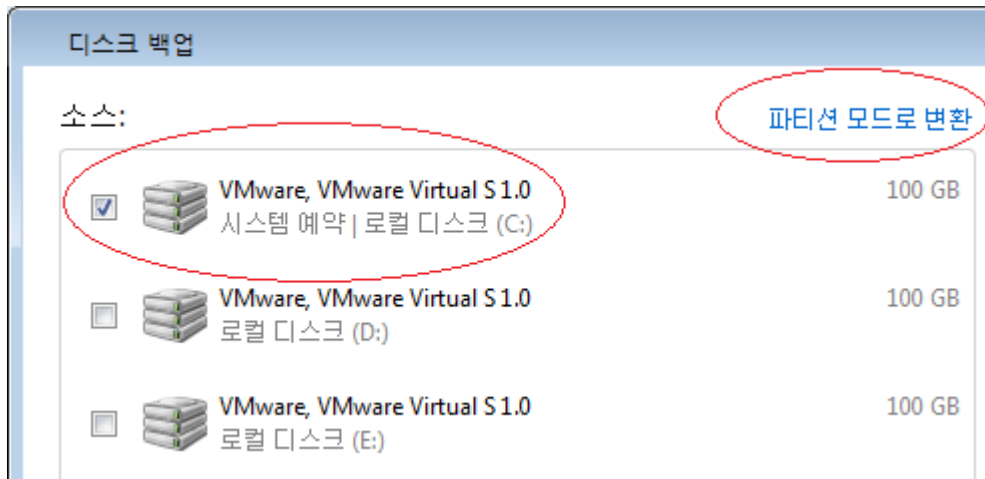 디스크 백업
소스:
파티션 모드로 변환
VMware, VMware Virtual S 1.0
100 GB
시스템 예약 | 로컬 디스크 (C:)
VMware, VMware Virtual S 1.0
100 GB
로컬 디스크 (D:)
VMware, VMware Virtual S 1.0
100 GB
로컬 디스크 (E:)